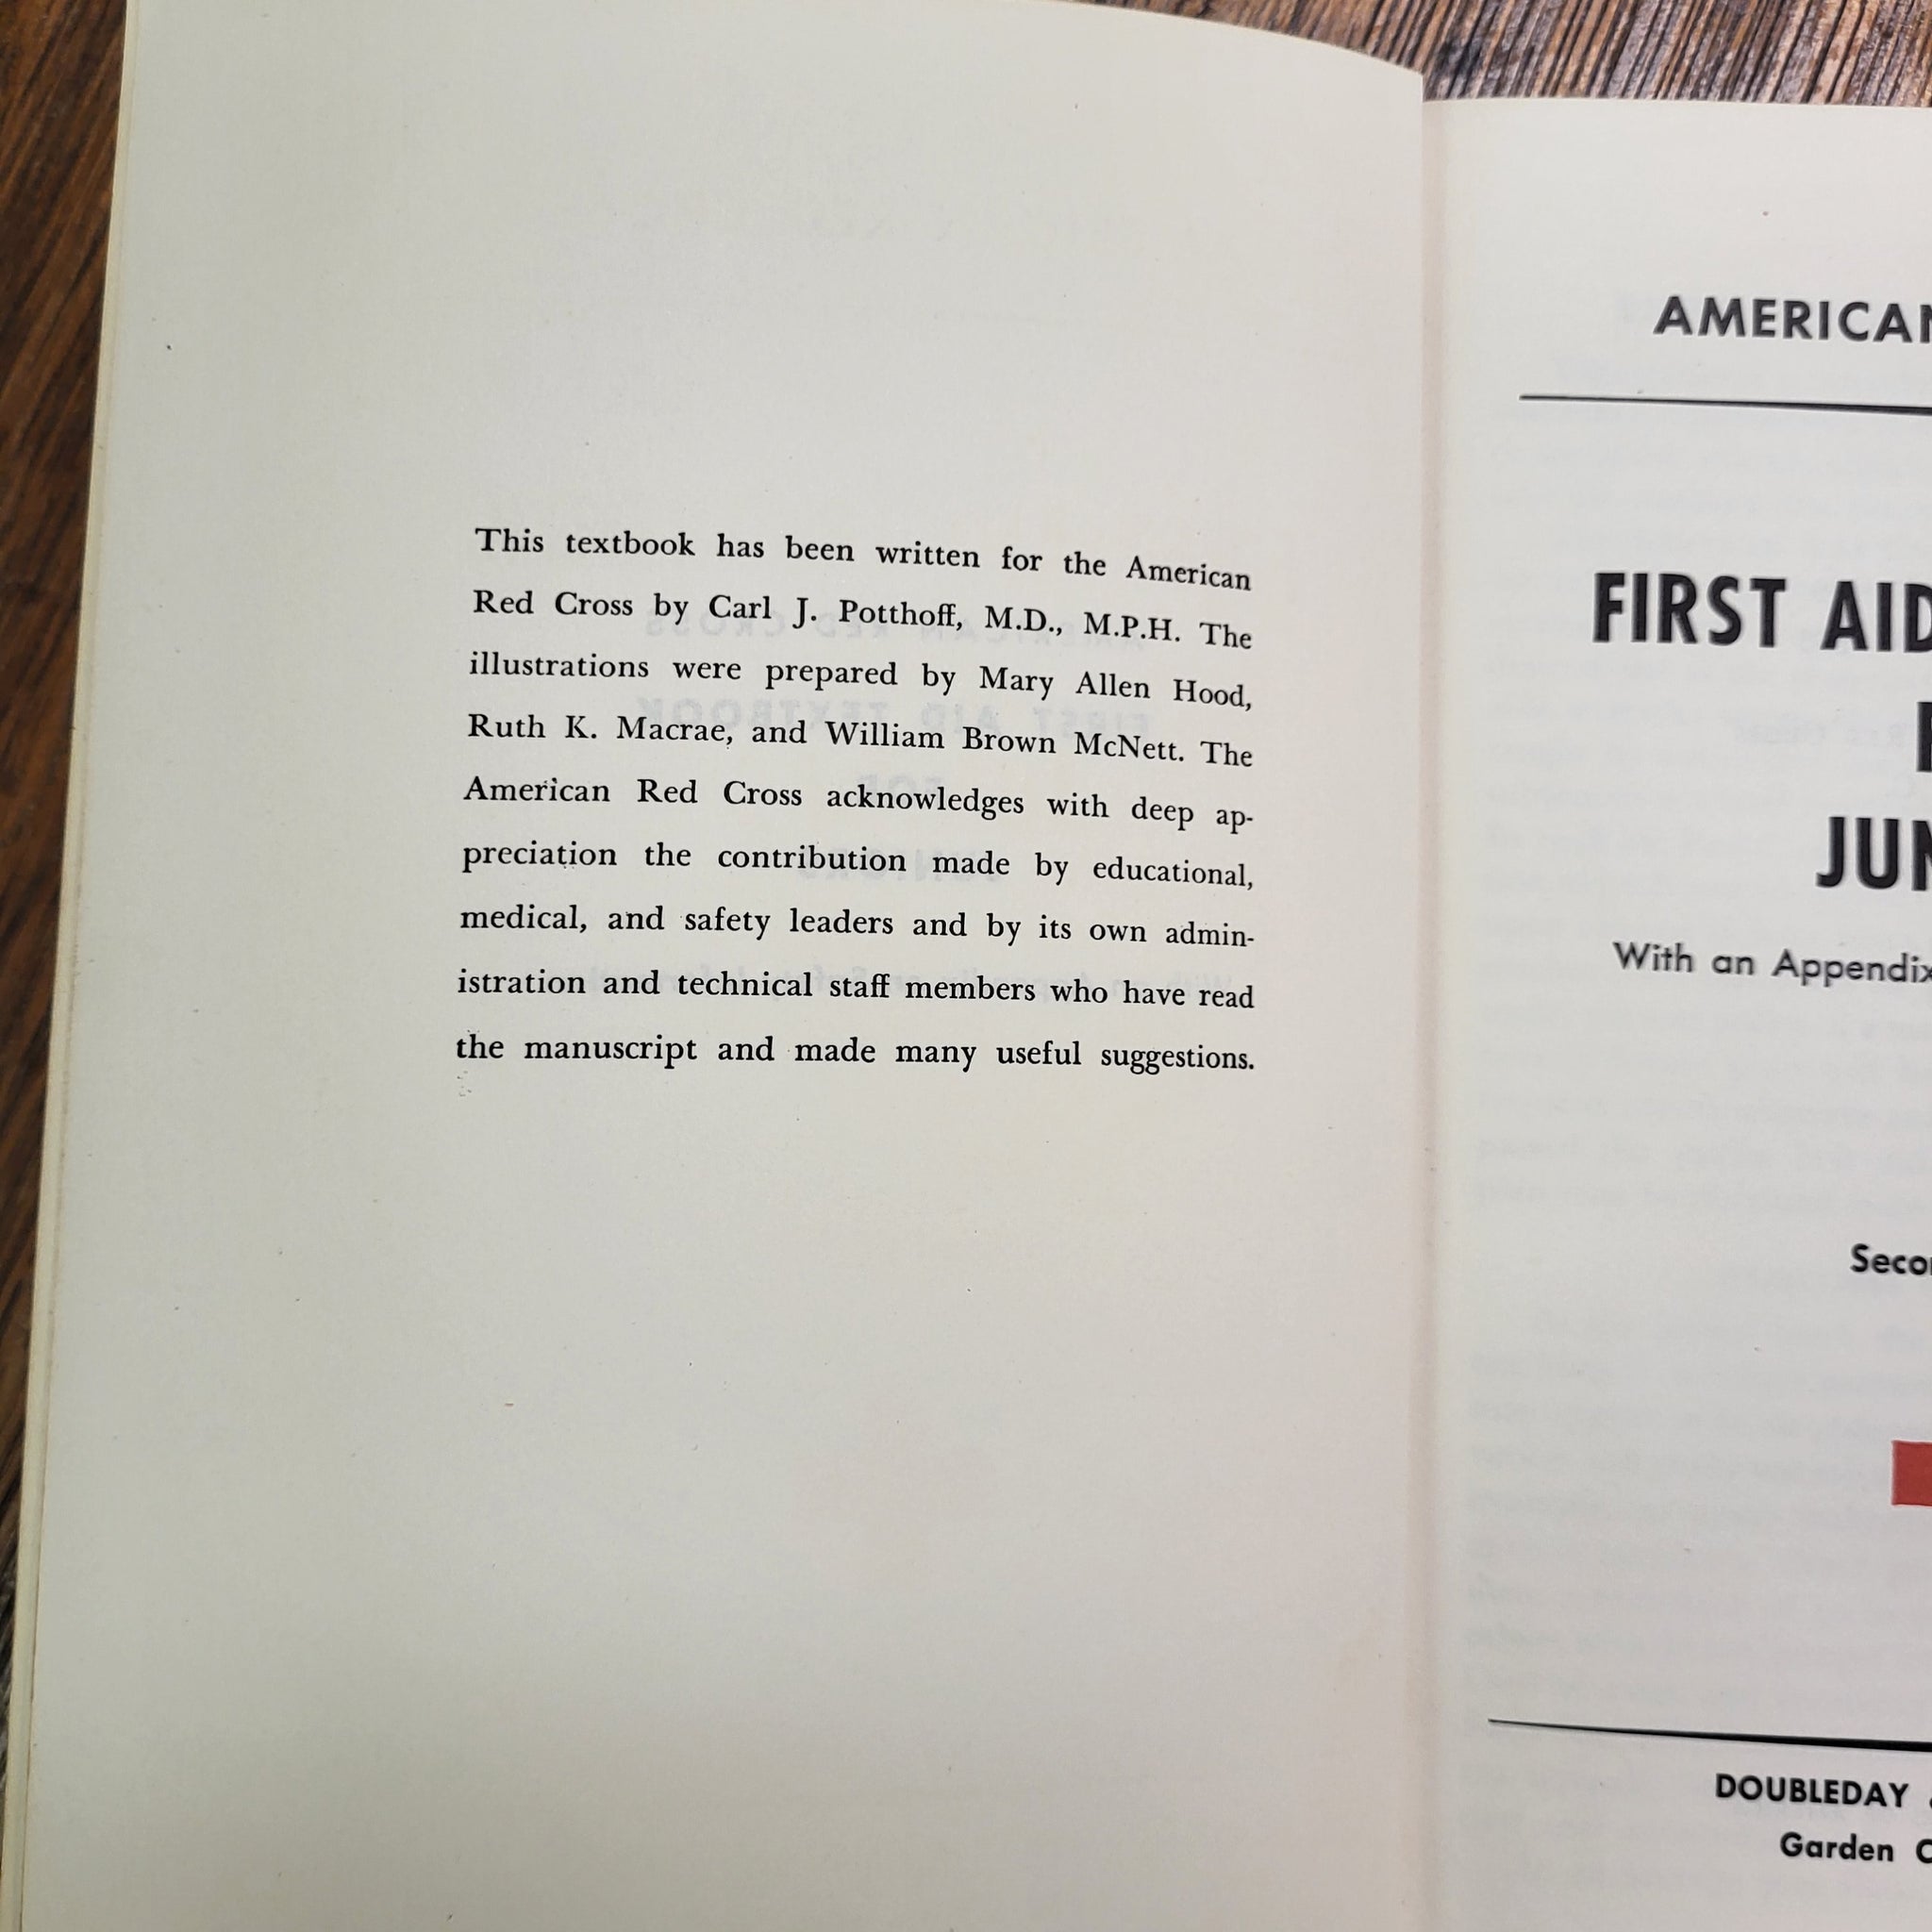 This textbook has been written for the American
Red Cross by Carl J. Potthoff, M.D., M.P.H. The
illustrations were prepared by Mary Allen Hood,
Ruth K. Macrae, and William Brown McNett. The
American Red Cross acknowledges with deep ap-
preciation the contribution made by educational,
medical, and safety leaders and by its own admin-
istration and technical staff members who have read
the manuscript and made many useful suggestions.
AMERICAN
FIRST AID
JUN
With an Appendix
Secon
DOUBLEDAY
Garden C